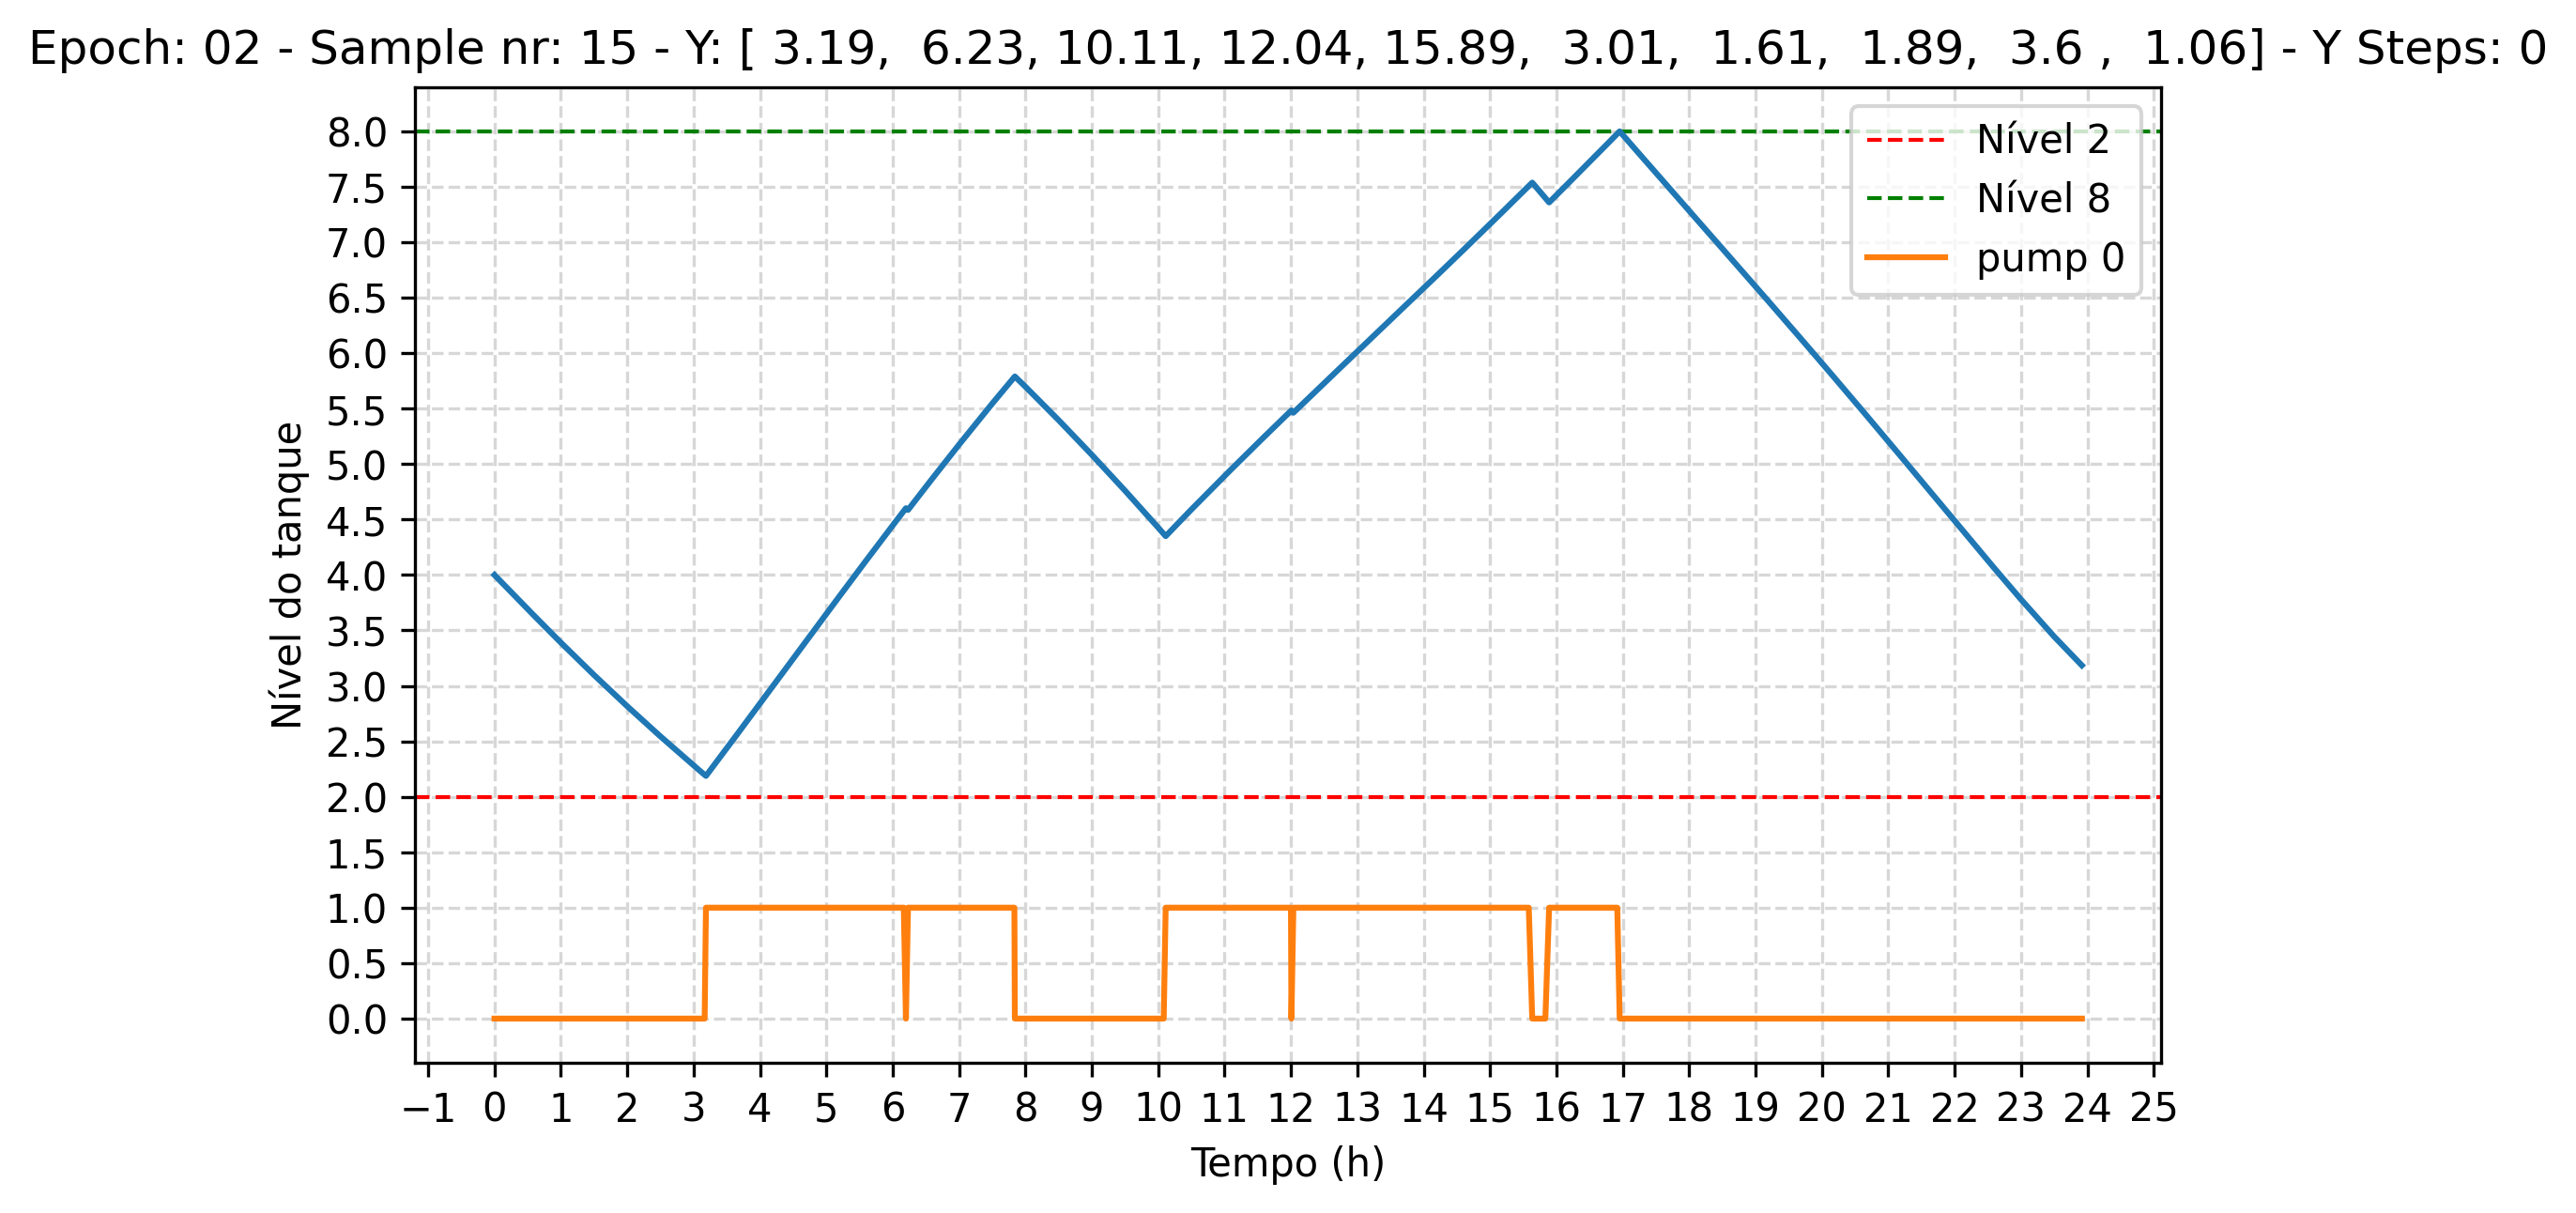 Epoch: 02 - Sample nr: 15 - Y: [ 3.19,  6.23, 10.11, 12.04, 15.89,  3.01,  1.61,  1.89,  3.6 ,  1.06] - Y Steps: 0
Nível 2
Nível 8
pump 0
Nível do tanque
8.0
7.5
7.0
6.5
6.0
5.5
5.0
4.5
4.0
3.5
3.0
2.5
2.0
1.5
1.0
0.5
0.0
−1 0 1 2 3 4 5 6 7 8 9 10 11 12 13 14 15 16 17 18 19 20 21 22 23 24 25
Tempo (h)